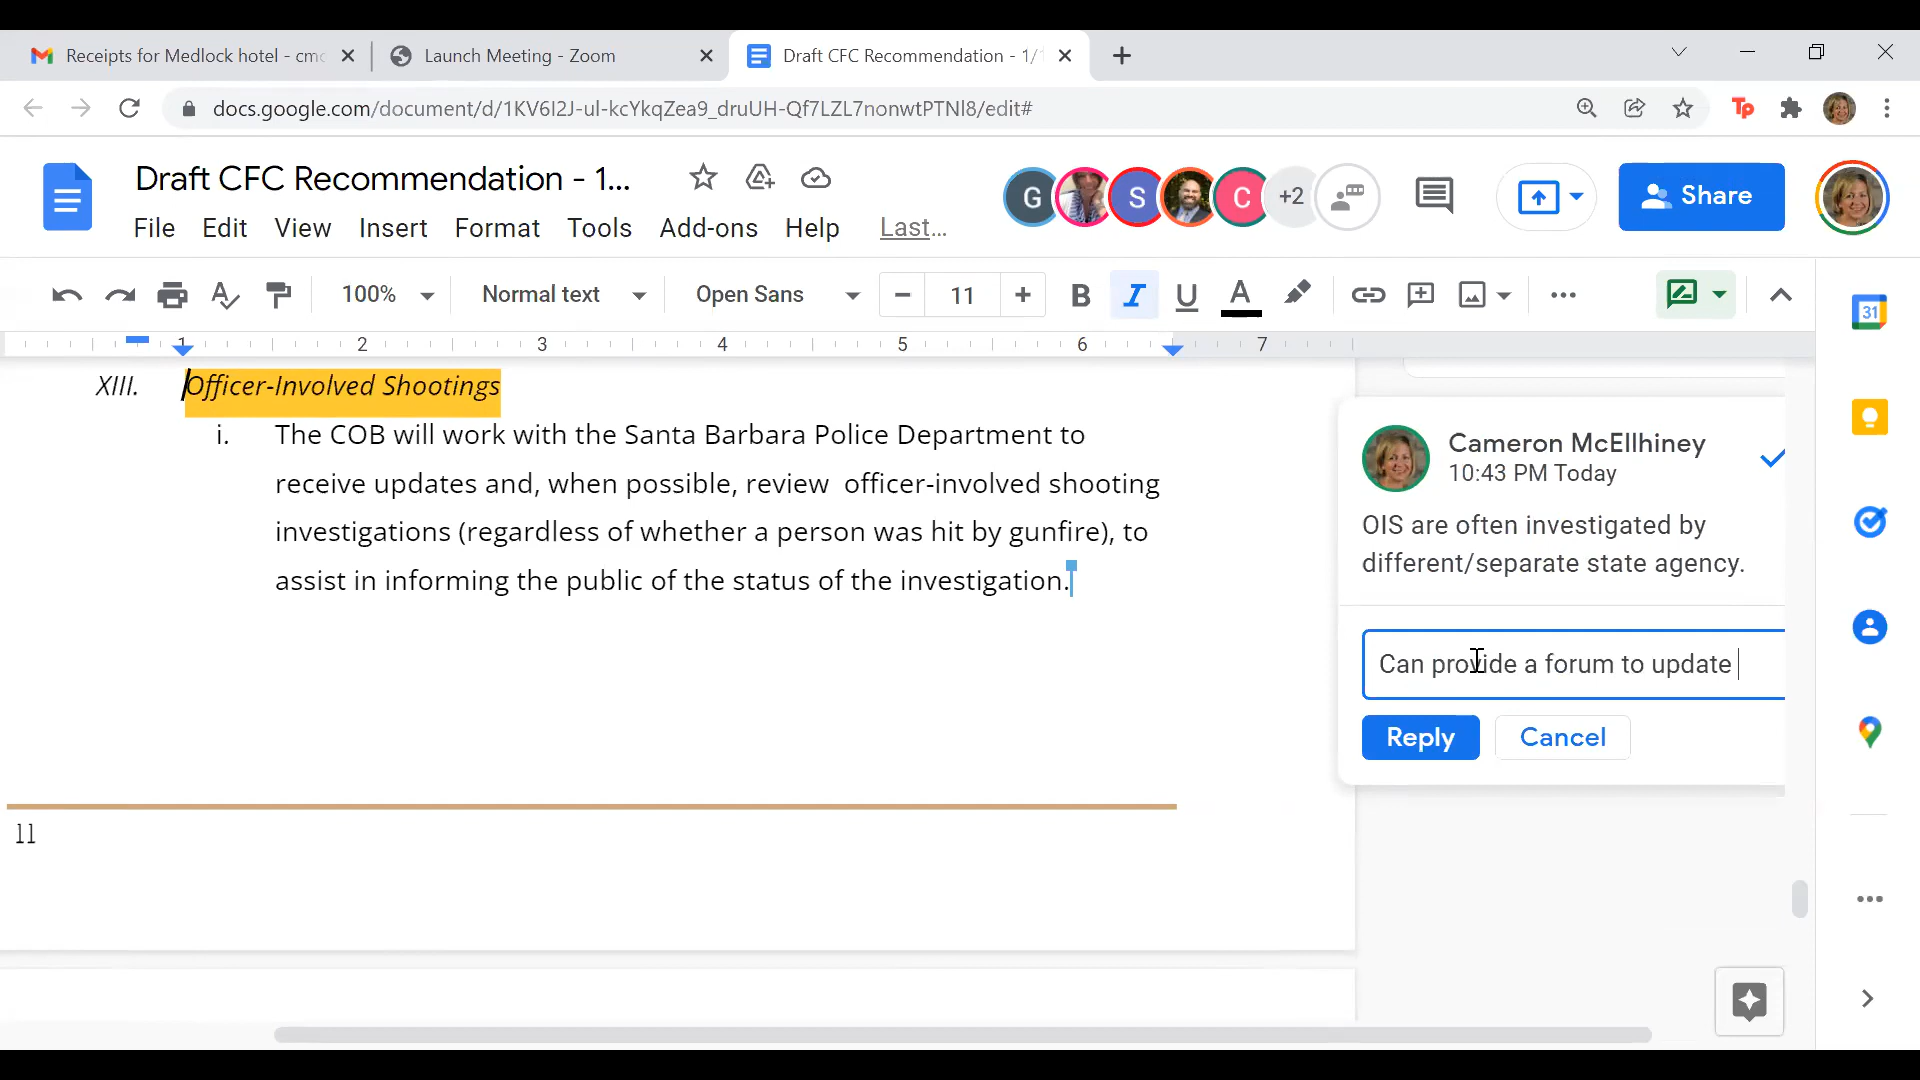 Receipts for Medlock hotel - cmc
Launch Meeting - Zoom
Draft CFC Recommendation - 1/1
docs.google.com/document/d/1KV6I2J-ul-kcYkqZea9_druUH-Qf7LZL7nonwtPTNl8/edit#
Tp
Draft CFC Recommendation - 1...
G
S
C
+2
Share
File Edit View Insert Format Tools Add-ons Help Last...
100%
Normal text
Open Sans
11
B I U A
31
1 2 3 4 5 6 7
XIII. Officer-Involved Shootings
i. The COB will work with the Santa Barbara Police Department to
receive updates and, when possible, review officer-involved shooting
investigations (regardless of whether a person was hit by gunfire), to
assist in informing the public of the status of the investigation.
11
Cameron McEllhiney
10:43 PM Today
OIS are often investigated by
different/separate state agency.
Can provide a forum to update
Reply
Cancel